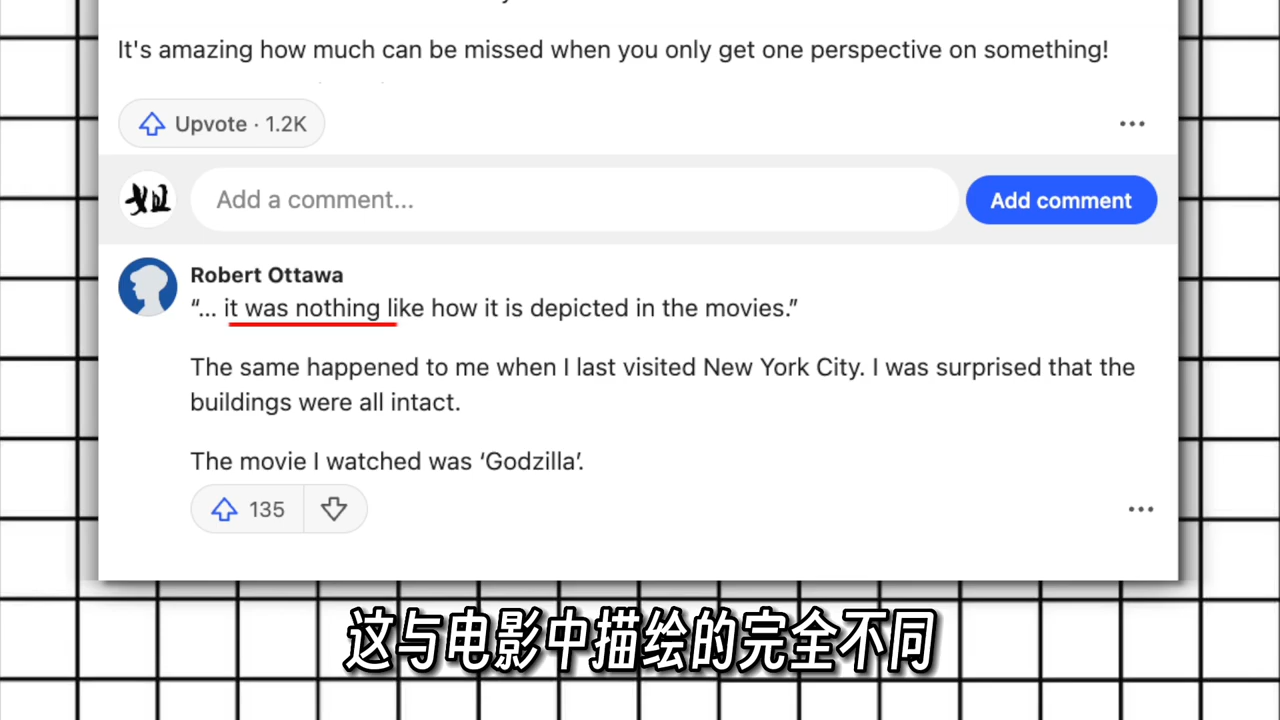 It's amazing how much can be missed when you only get one perspective on something!
Upvote · 1.2K
Add a comment...
Add comment
Robert Ottawa
“... it was nothing like how it is depicted in the movies.”
The same happened to me when I last visited New York City. I was surprised that the
buildings were all intact.
The movie I watched was ‘Godzilla’.
135
这与电影中描绘的完全不同